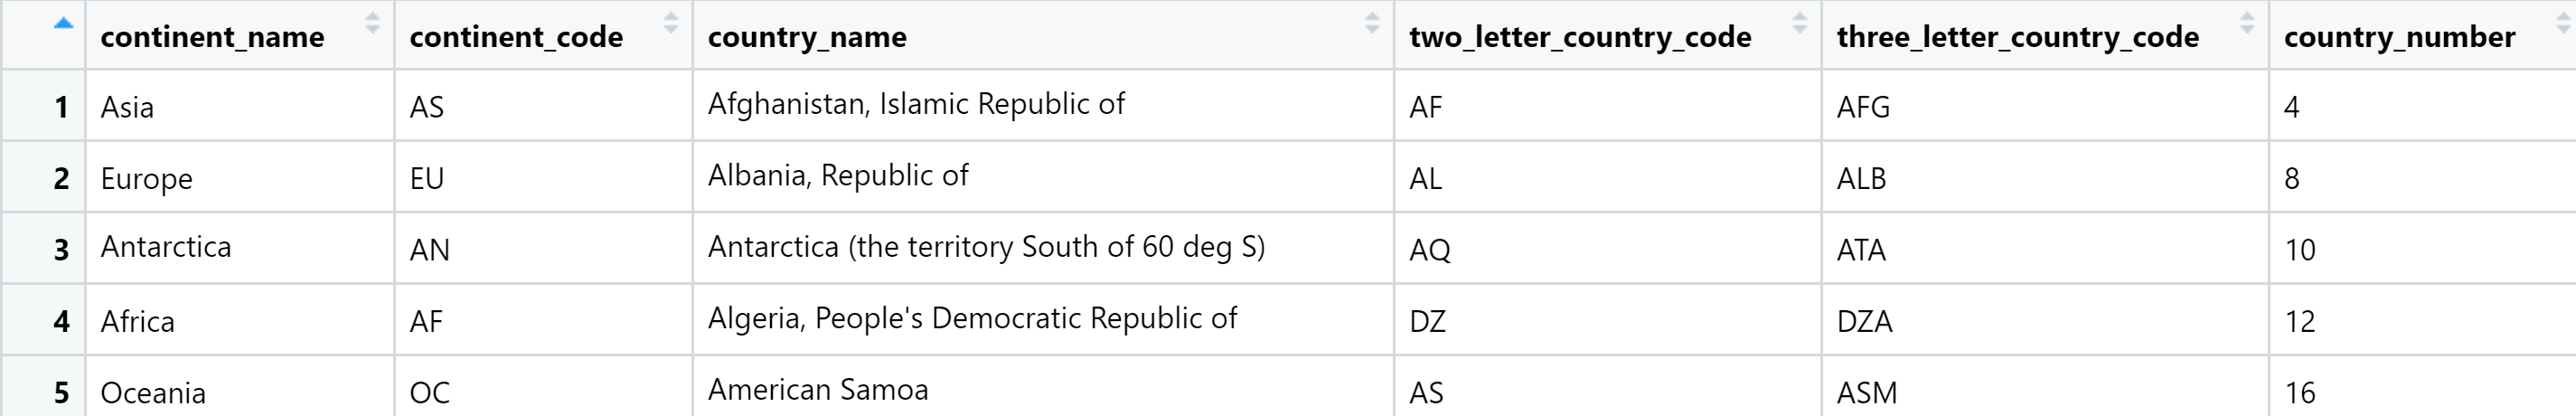 continent_name continent_code country_name two_letter_country_code three_letter_country_code country_number
1 Asia AS Afghanistan, Islamic Republic of AF AFG 4
2 Europe EU Albania, Republic of AL ALB 8
3 Antarctica AN Antarctica (the territory South of 60 deg S) AQ ATA 10
4 Africa AF Algeria, People's Democratic Republic of DZ DZA 12
5 Oceania OC American Samoa AS ASM 16